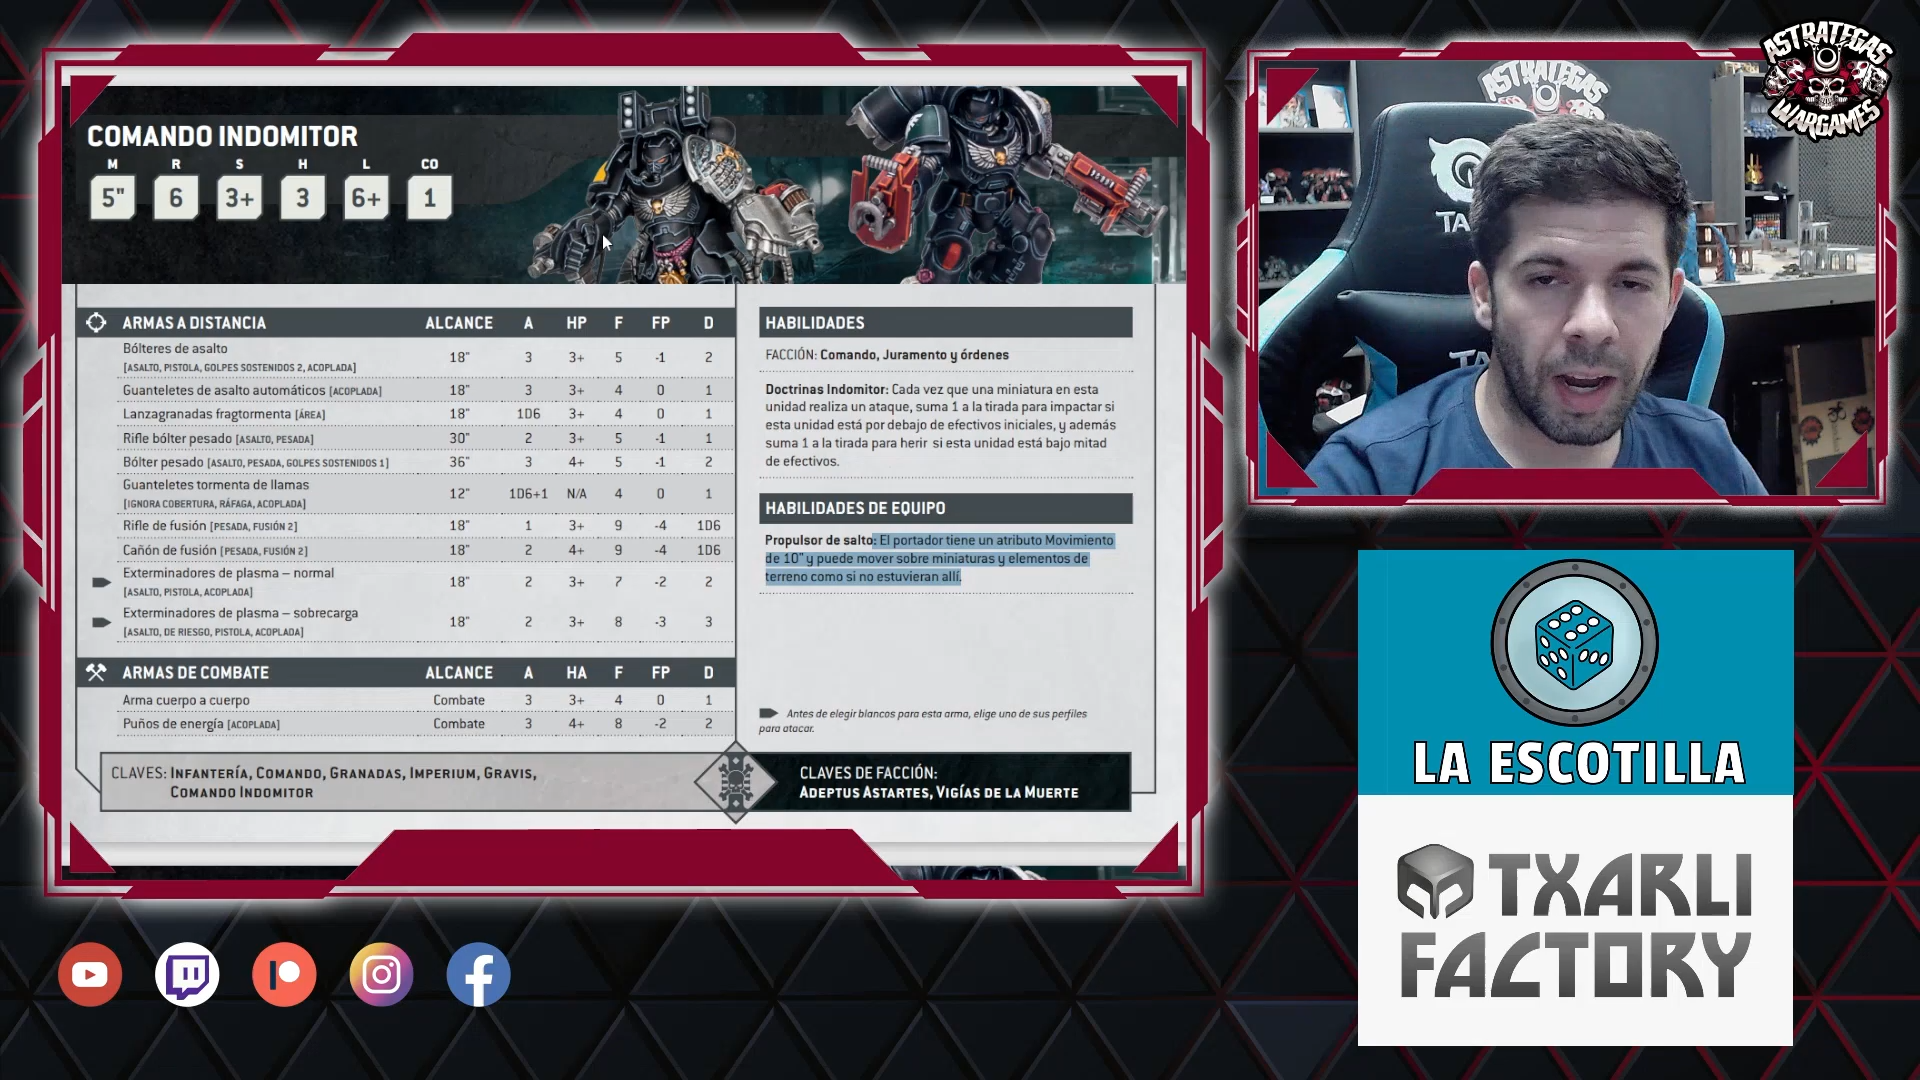 COMANDO INDOMITOR
M R S H L CO
5" 6 3+ 3 6+ 1
ARMAS A DISTANCIA ALCANCE A HP F FP D
Bólteres de asalto
[ASALTO, PISTOLA, GOLPES SOSTENIDOS 2, ACOPLADA] 18" 3 3+ 5 -1 2
Guanteletes de asalto automáticos [ACOPLADA] 18" 3 3+ 4 0 1
Lanzagranadas fragtormenta [ÁREA] 18" 1D6 3+ 4 0 1
Rifle bólter pesado [ASALTO, PESADA] 30" 2 3+ 5 -1 1
Bólter pesado [ASALTO, PESADA, GOLPES SOSTENIDOS 1] 36" 3 4+ 5 -1 2
Guanteletes tormenta de llamas
[IGNORA COBERTURA, RÁFAGA, ACOPLADA] 12" 1D6+1 N/A 4 0 1
Rifle de fusión [PESADA, FUSIÓN 2] 18" 1 3+ 9 -4 1D6
Cañón de fusión [PESADA, FUSIÓN 2] 18" 2 4+ 9 -4 1D6
Exterminadores de plasma – normal
[ASALTO, PISTOLA, ACOPLADA] 18" 2 3+ 7 -2 2
Exterminadores de plasma – sobrecarga
[ASALTO, DE RIESGO, PISTOLA, ACOPLADA] 18" 2 3+ 8 -3 3
ARMAS DE COMBATE ALCANCE A HA F FP D
Arma cuerpo a cuerpo Combate 3 3+ 4 0 1
Puños de energía [ACOPLADA] Combate 3 4+ 8 -2 2
HABILIDADES
FACCIÓN: Comando, Juramento y órdenes
Doctrinas Indomitor: Cada vez que una miniatura en esta
unidad realiza un ataque, suma 1 a la tirada para impactar si
esta unidad está por debajo de efectivos iniciales, y además
suma 1 a la tirada para herir si esta unidad está bajo mitad
de efectivos.
HABILIDADES DE EQUIPO
Propulsor de salto: El portador tiene un atributo Movimiento
de 10" y puede mover sobre miniaturas y elementos de
terreno como si no estuvieran allí.
Antes de elegir blancos para esta arma, elige uno de sus perfiles
para atacar.
CLAVES: INFANTERÍA, COMANDO, GRANADAS, IMPERIUM, GRAVIS,
COMANDO INDOMITOR
CLAVES DE FACCIÓN:
ADEPTUS ASTARTES, VIGÍAS DE LA MUERTE
ASTRATEGAS
WARGAMES
ASTRATEGAS
TA
LA ESCOTILLA
TXARLI
FACTORY